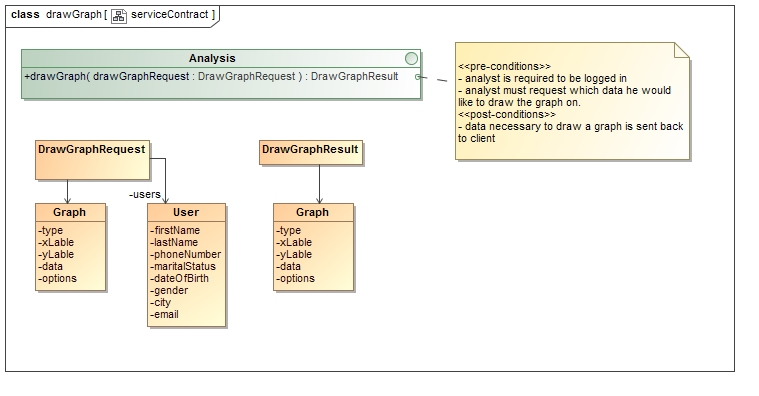 class drawGraph [ serviceContract ]
Analysis
+drawGraph( drawGraphRequest : DrawGraphRequest ) : DrawGraphResult
<<pre-conditions>>
- analyst is required to be logged in
- analyst must request which data he would
like to draw the graph on.
<<post-conditions>>
- data necessary to draw a graph is sent back
to client
DrawGraphRequest
DrawGraphResult
-users
Graph
-type
-xLable
-yLable
-data
-options
User
-firstName
-lastName
-phoneNumber
-maritalStatus
-dateOfBirth
-gender
-city
-email
Graph
-type
-xLable
-yLable
-data
-options